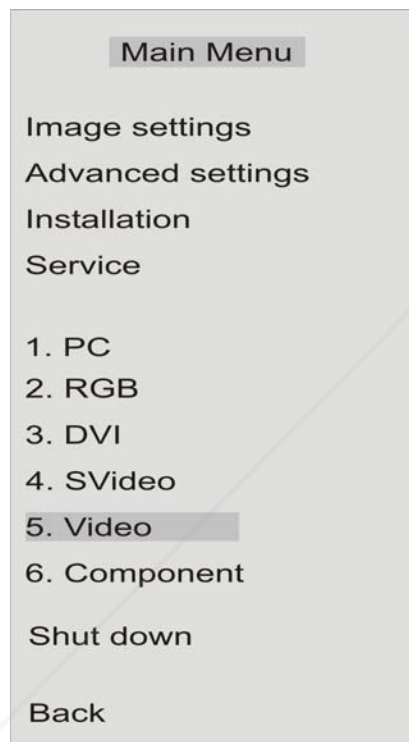 Main Menu
Image settings
Advanced settings
Installation
Service
1. PC
2. RGB
3. DVI
4. SVideo
5. Video
6. Component
Shut down
Back